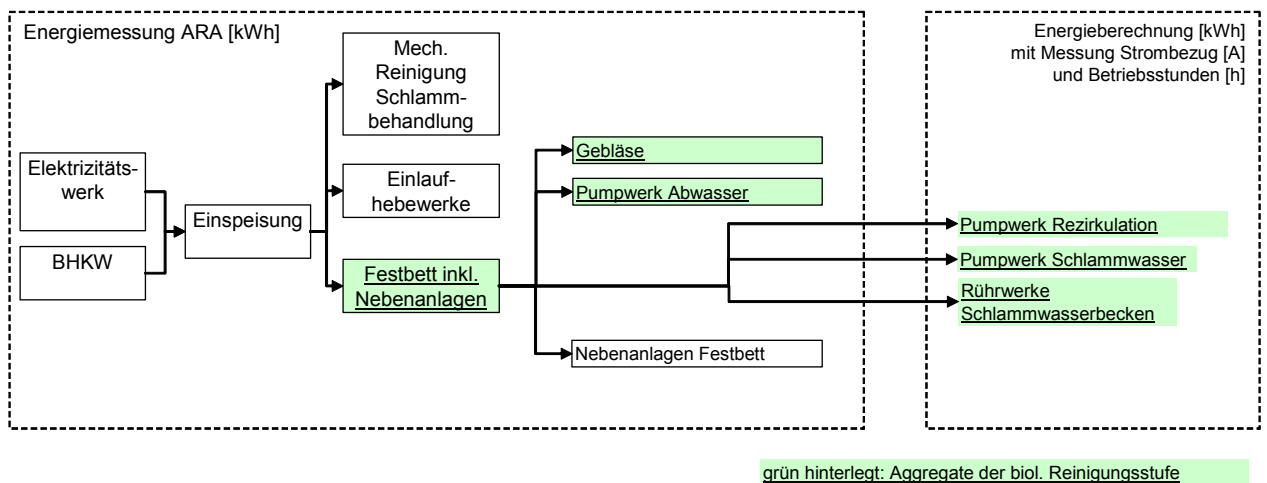 Energiemessung ARA [kWh]
Energieberechnung [kWh]
mit Messung Strombezug [A]
und Betriebsstunden [h]
Mech.
Reinigung
Schlamm-
behandlung
Elektrizitäts-
werk
BHKW
Einspeisung
Einlauf-
hebewerke
Festbett inkl.
Nebenanlagen
Gebläse
Pumpwerk Abwasser
Nebenanlagen Festbett
Pumpwerk Rezirkulation
Pumpwerk Schlammwasser
Rührwerke
Schlammwasserbecken
grün hinterlegt: Aggregate der biol. Reinigungsstufe